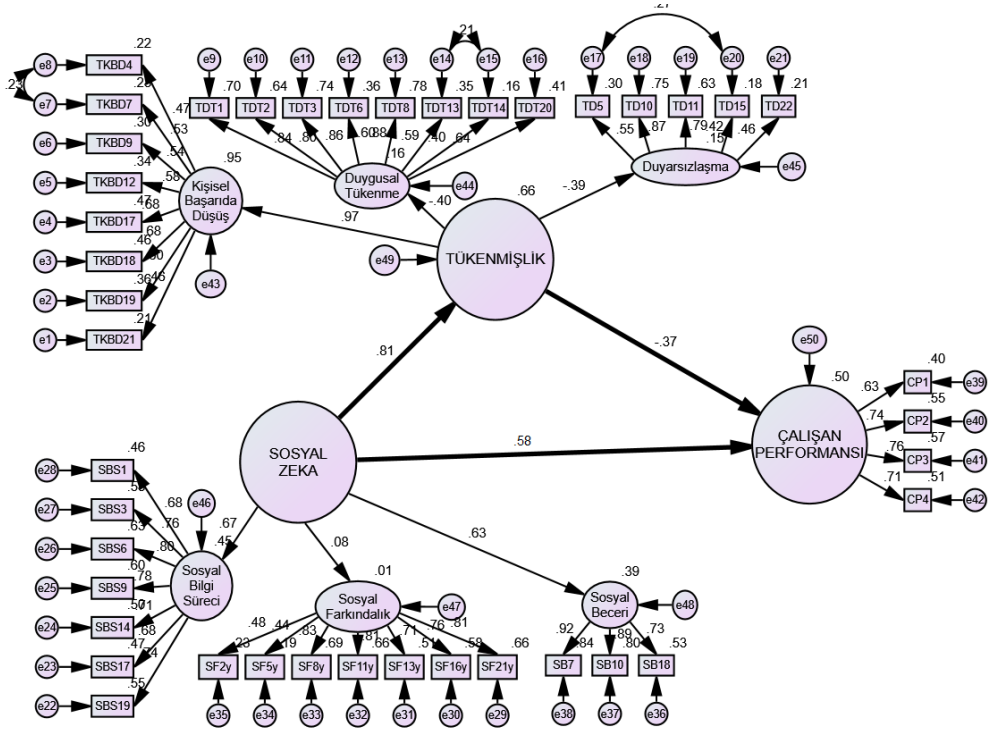 .27
.22
e8
TKBD4
.23
e7
TKBD7
.30
e6
TKBD9
.34
e5
TKBD12
.47
e4
TKBD17
.46
e3
TKBD18
.36
e2
TKBD19
.21
e1
TKBD21
.47
.53
.54
.58
.68
.68
.46
.95
Kişisel
Başarıda
Düşüş
e43
e9
e10
e11
e12
e13
e14
.21
e15
e16
.70
.64
.74
.36
.78
.35
.16
.41
TDT1
TDT2
TDT3
TDT6
TDT8
TDT13
TDT14
TDT20
.84
.80
.86
.60
.88
.59
.40
.64
.16
Duygusal
Tükenme
e44
-.40
e17
e18
e19
e20
e21
.30
.75
.63
.18
.21
TD5
TD10
TD11
TD15
TD22
.55
.87
.79
.42
.46
.15
Duyarsızlaşma
e45
-.39
.66
.97
e49
TÜKENMİŞLİK
.81
-.37
e50
.50
ÇALIŞAN
PERFORMANSI
.40
.63
CP1
e39
.55
.74
CP2
e40
.57
.76
CP3
e41
.51
.71
CP4
e42
SOSYAL
ZEKA
.58
.46
e28
SBS1
e27
SBS3
.63
e26
SBS6
.60
e25
SBS9
.50
e24
SBS14
.47
e23
SBS17
.55
e22
SBS19
.68
.76
.80
.78
.71
.68
e46
.67
.45
Sosyal
Bilgi
Süreci
.08
.01
Sosyal
Farkındalık
e47
.48
.44
.83
.81
.71
.76
.81
.23
.19
.69
.66
.51
.58
.66
SF2y
SF5y
SF8y
SF11y
SF13y
SF16y
SF21y
e35
e34
e33
e32
e31
e30
e29
.63
.39
Sosyal
Beceri
e48
.92
.89
.73
.84
.80
.53
SB7
SB10
SB18
e38
e37
e36